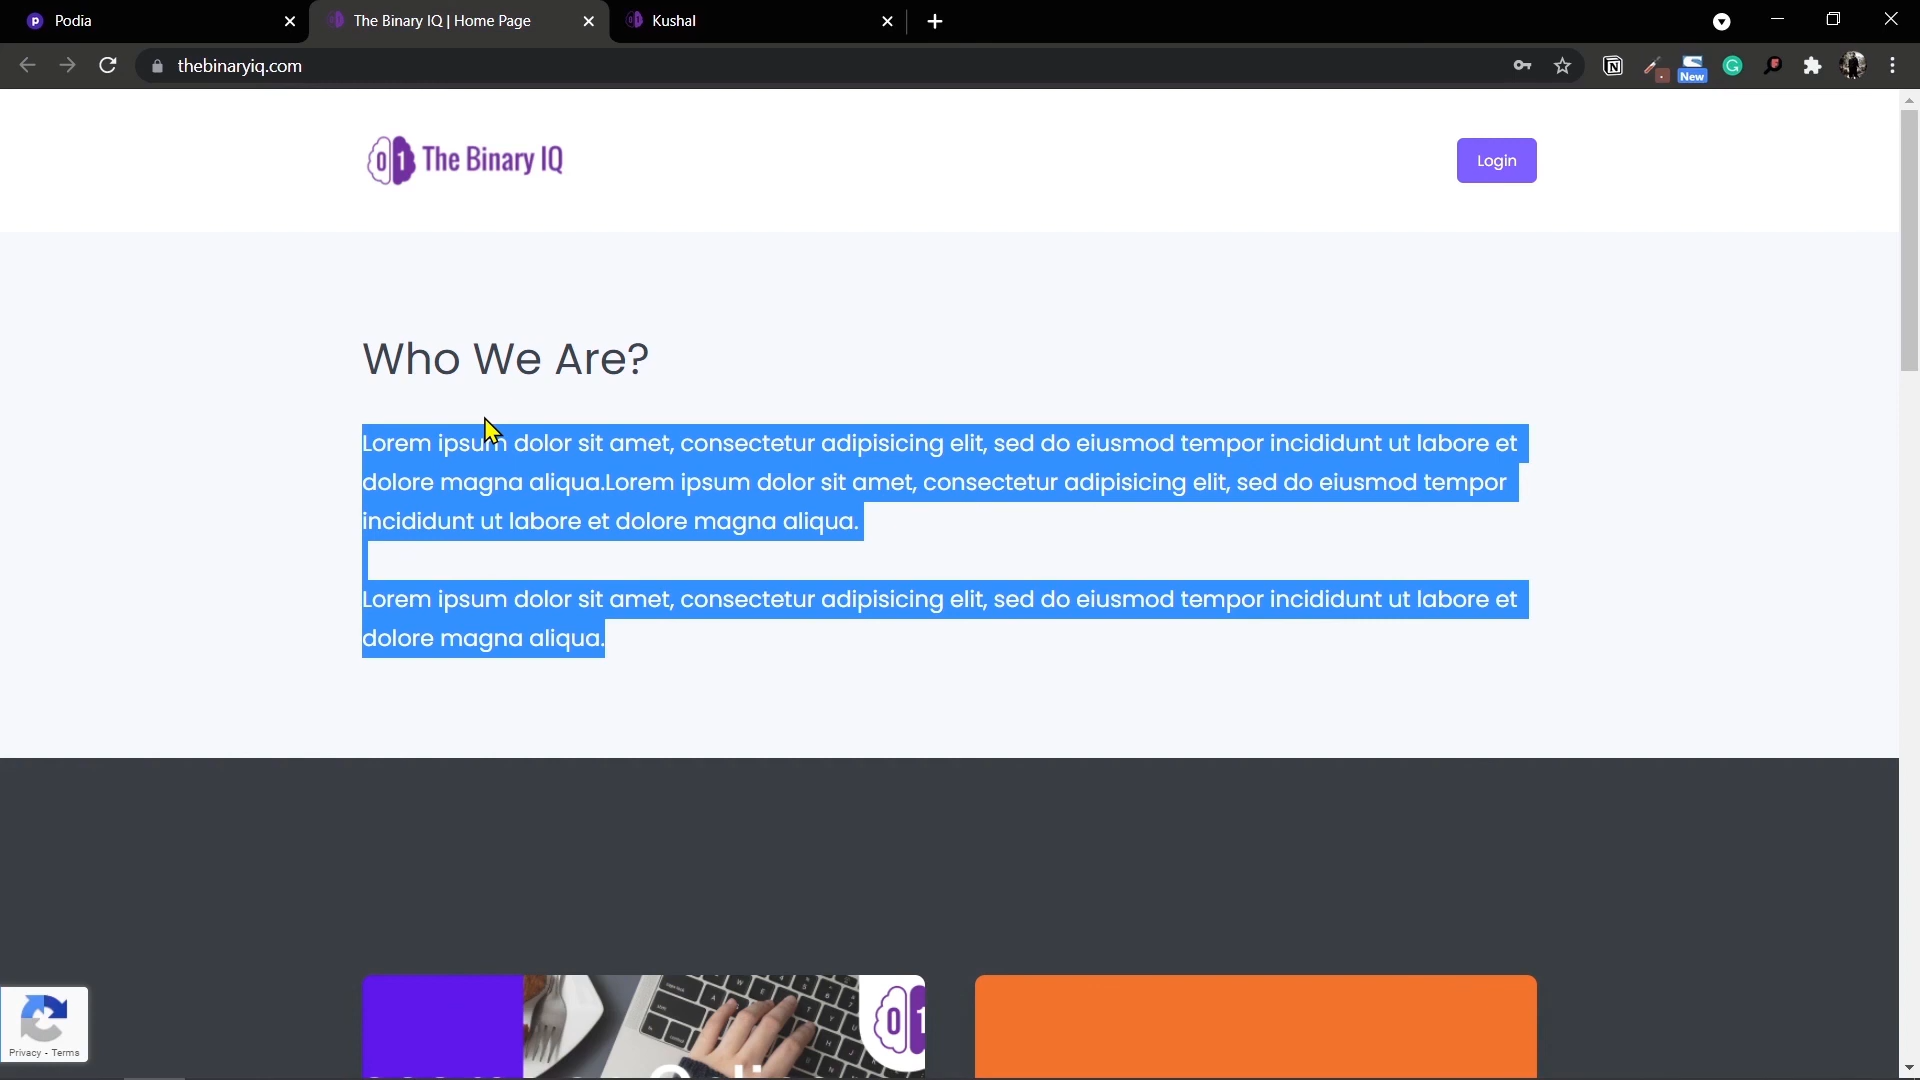 Podia
The Binary IQ | Home Page
Kushal
thebinaryiq.com
New
01 The Binary IQ
Login
Who We Are?
Lorem ipsum dolor sit amet, consectetur adipisicing elit, sed do eiusmod tempor incididunt ut labore et
dolore magna aliqua.Lorem ipsum dolor sit amet, consectetur adipisicing elit, sed do eiusmod tempor
incididunt ut labore et dolore magna aliqua.
Lorem ipsum dolor sit amet, consectetur adipisicing elit, sed do eiusmod tempor incididunt ut labore et
dolore magna aliqua.
01
Privacy - Terms